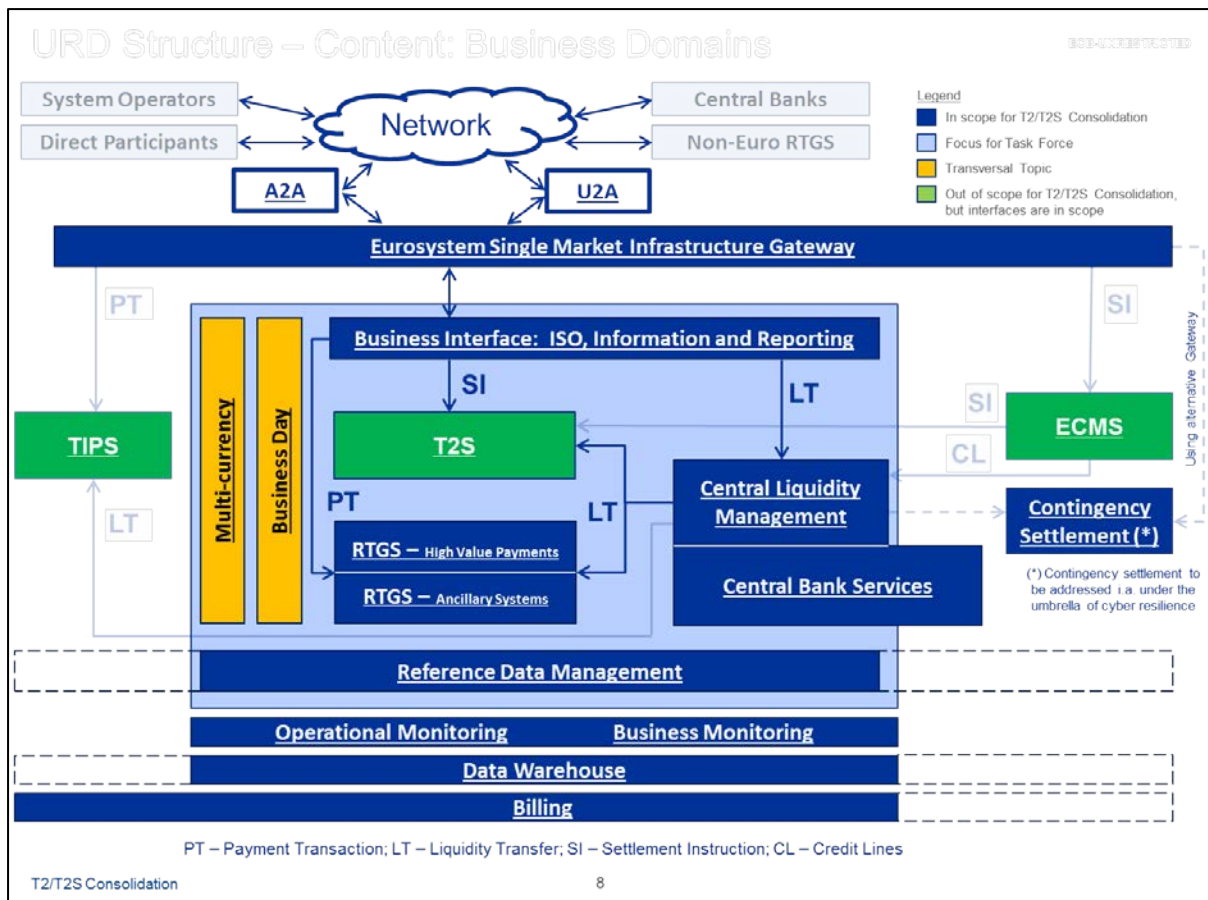 URD Structure – Content: Business Domains
ECB-UNRESTRICTED
System Operators
Direct Participants
Network
Central Banks
Non-Euro RTGS
Legend
In scope for T2/T2S Consolidation
Focus for Task Force
Transversal Topic
Out of scope for T2/T2S Consolidation,
but interfaces are in scope
A2A
U2A
Eurosystem Single Market Infrastructure Gateway
PT
SI
Using alternative Gateway
Business Interface: ISO, Information and Reporting
SI
LT
Multi-currency
Business Day
TIPS
T2S
SI
ECMS
CL
PT
LT
LT
Central Liquidity
Management
Contingency
Settlement (*)
RTGS – High Value Payments
RTGS – Ancillary Systems
Central Bank Services
(*) Contingency settlement to
be addressed i.a. under the
umbrella of cyber resilience
Reference Data Management
Operational Monitoring
Business Monitoring
Data Warehouse
Billing
PT – Payment Transaction; LT – Liquidity Transfer; SI – Settlement Instruction; CL – Credit Lines
T2/T2S Consolidation
8